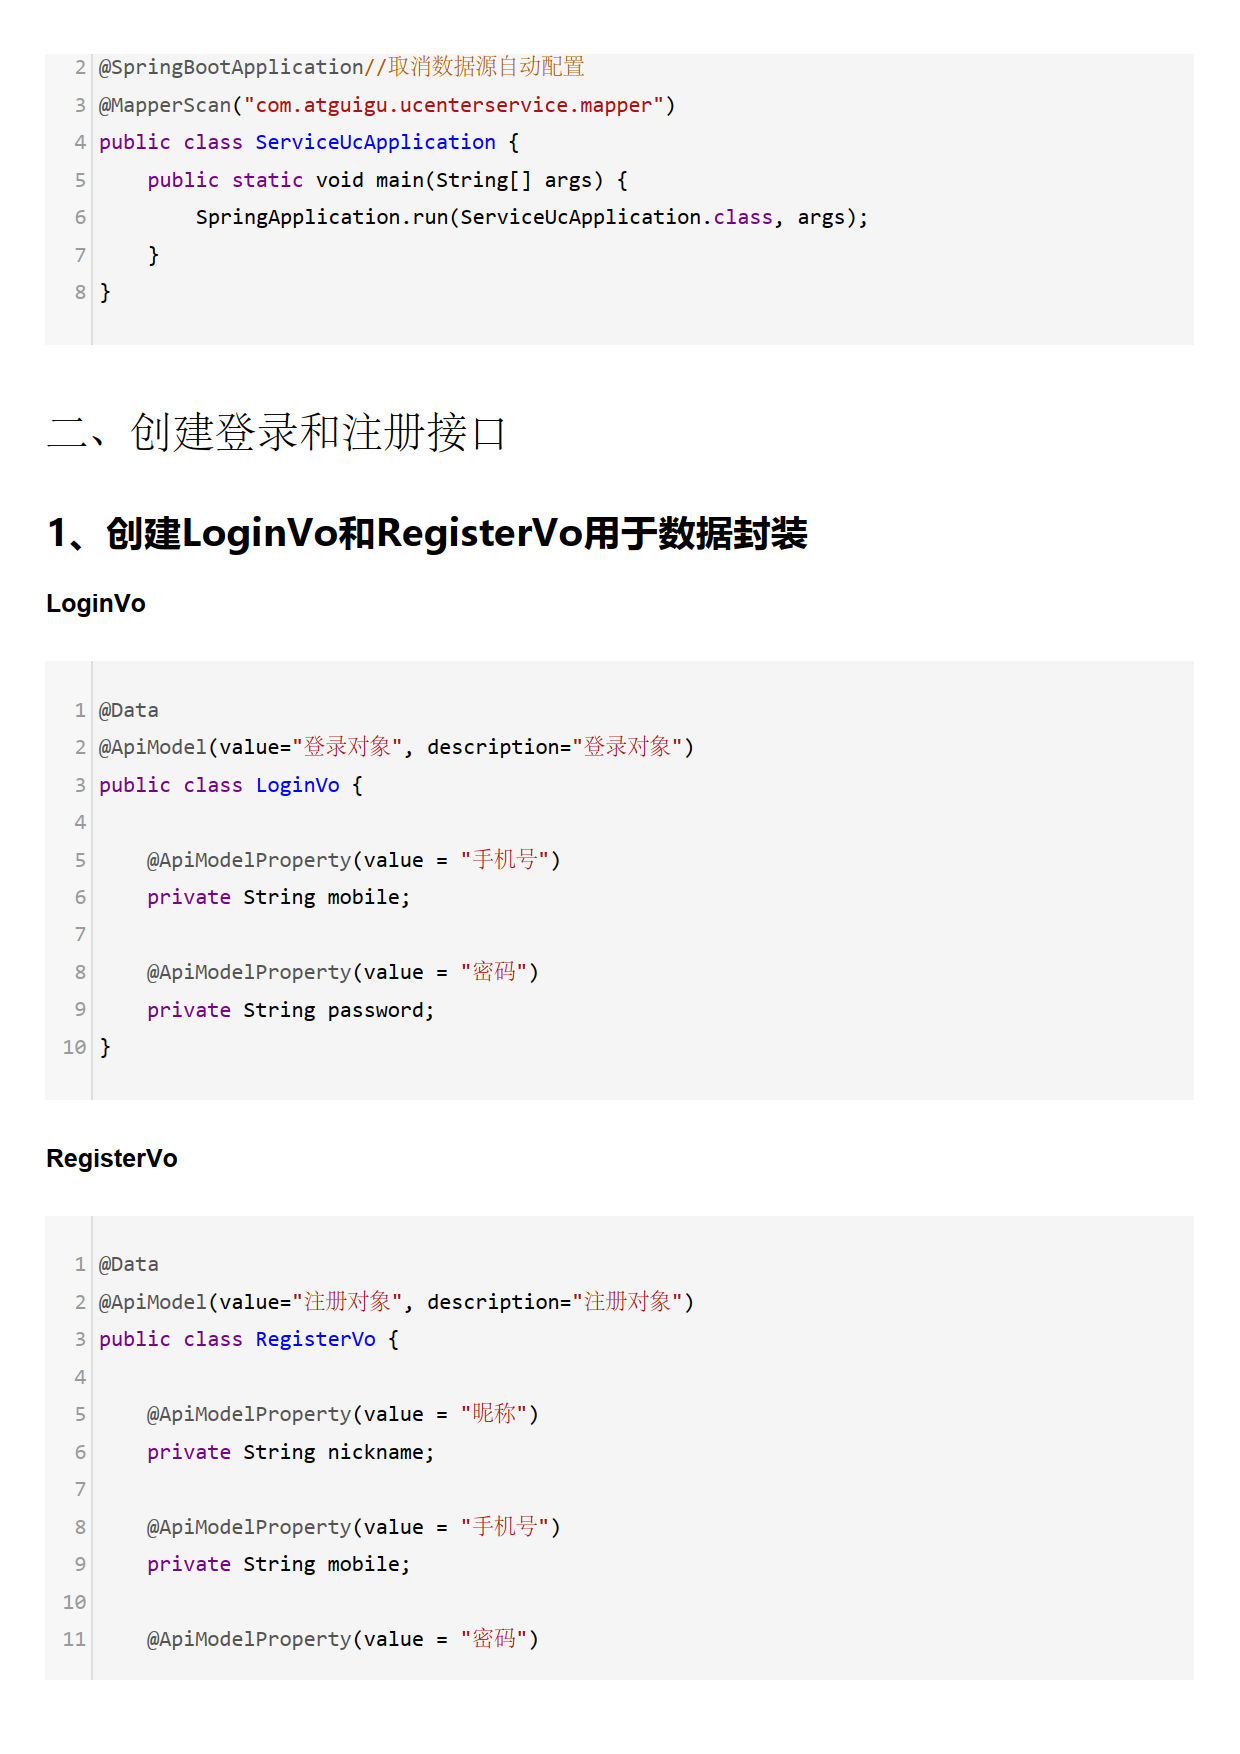 2 @SpringBootApplication//取消数据源自动配置
3 @MapperScan("com.atguigu.ucenterservice.mapper")
4 public class ServiceUcApplication {
5     public static void main(String[] args) {
6         SpringApplication.run(ServiceUcApplication.class, args);
7     }
8 }
二、创建登录和注册接口
1、创建LoginVo和RegisterVo用于数据封装
LoginVo
1 @Data
2 @ApiModel(value="登录对象", description="登录对象")
3 public class LoginVo {
4
5     @ApiModelProperty(value = "手机号")
6     private String mobile;
7
8     @ApiModelProperty(value = "密码")
9     private String password;
10 }
RegisterVo
1 @Data
2 @ApiModel(value="注册对象", description="注册对象")
3 public class RegisterVo {
4
5     @ApiModelProperty(value = "昵称")
6     private String nickname;
7
8     @ApiModelProperty(value = "手机号")
9     private String mobile;
10
11     @ApiModelProperty(value = "密码")